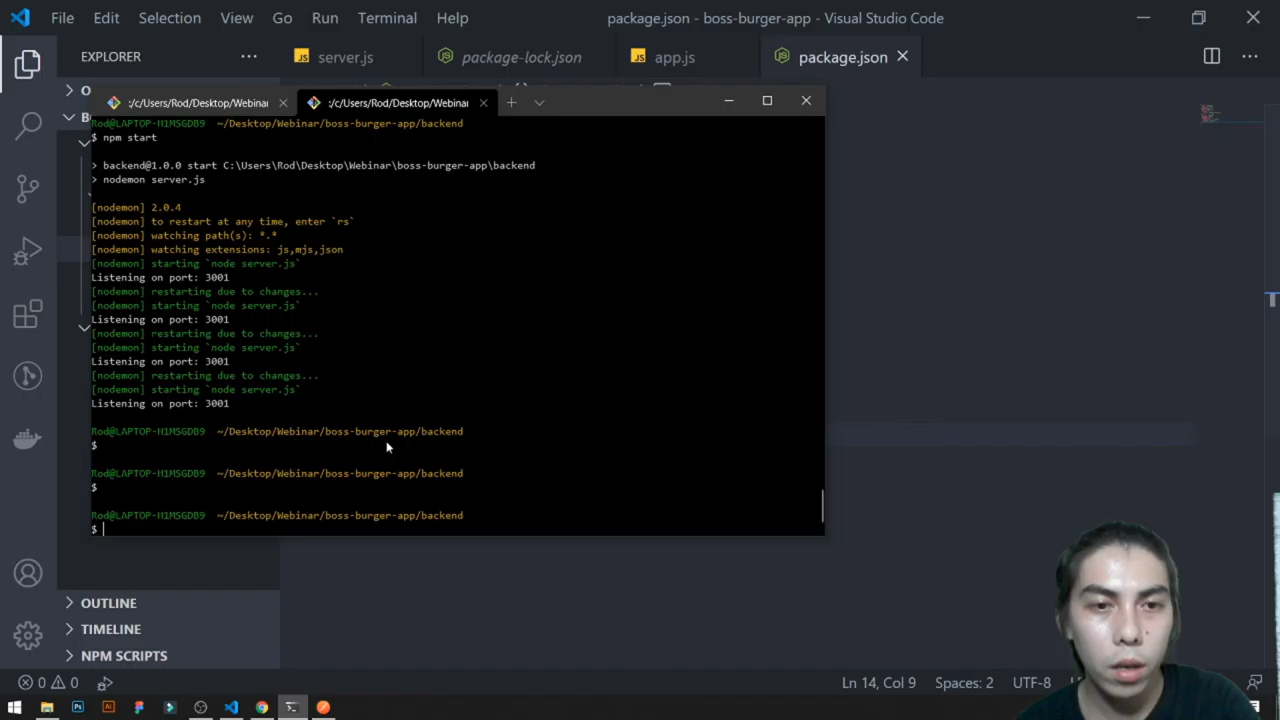 File Edit Selection View Go Run Terminal Help package.json - boss-burger-app - Visual Studio Code
EXPLORER
server.js
package-lock.json
app.js
package.json
:/c/Users/Rod/Desktop/Webinar
:/c/Users/Rod/Desktop/Webinar
Rod@LAPTOP-H1MSGDB9 ~/Desktop/Webinar/boss-burger-app/backend
$ npm start
> backend@1.0.0 start C:\Users\Rod\Desktop\Webinar\boss-burger-app\backend
> nodemon server.js
[nodemon] 2.0.4
[nodemon] to restart at any time, enter `rs`
[nodemon] watching path(s): *.*
[nodemon] watching extensions: js,mjs,json
[nodemon] starting `node server.js`
Listening on port: 3001
[nodemon] restarting due to changes...
[nodemon] starting `node server.js`
Listening on port: 3001
[nodemon] restarting due to changes...
[nodemon] starting `node server.js`
Listening on port: 3001
[nodemon] restarting due to changes...
[nodemon] starting `node server.js`
Listening on port: 3001
Rod@LAPTOP-H1MSGDB9 ~/Desktop/Webinar/boss-burger-app/backend
$
Rod@LAPTOP-H1MSGDB9 ~/Desktop/Webinar/boss-burger-app/backend
$
Rod@LAPTOP-H1MSGDB9 ~/Desktop/Webinar/boss-burger-app/backend
$
OUTLINE
TIMELINE
NPM SCRIPTS
0 0
Ln 14, Col 9 Spaces: 2 UTF-8